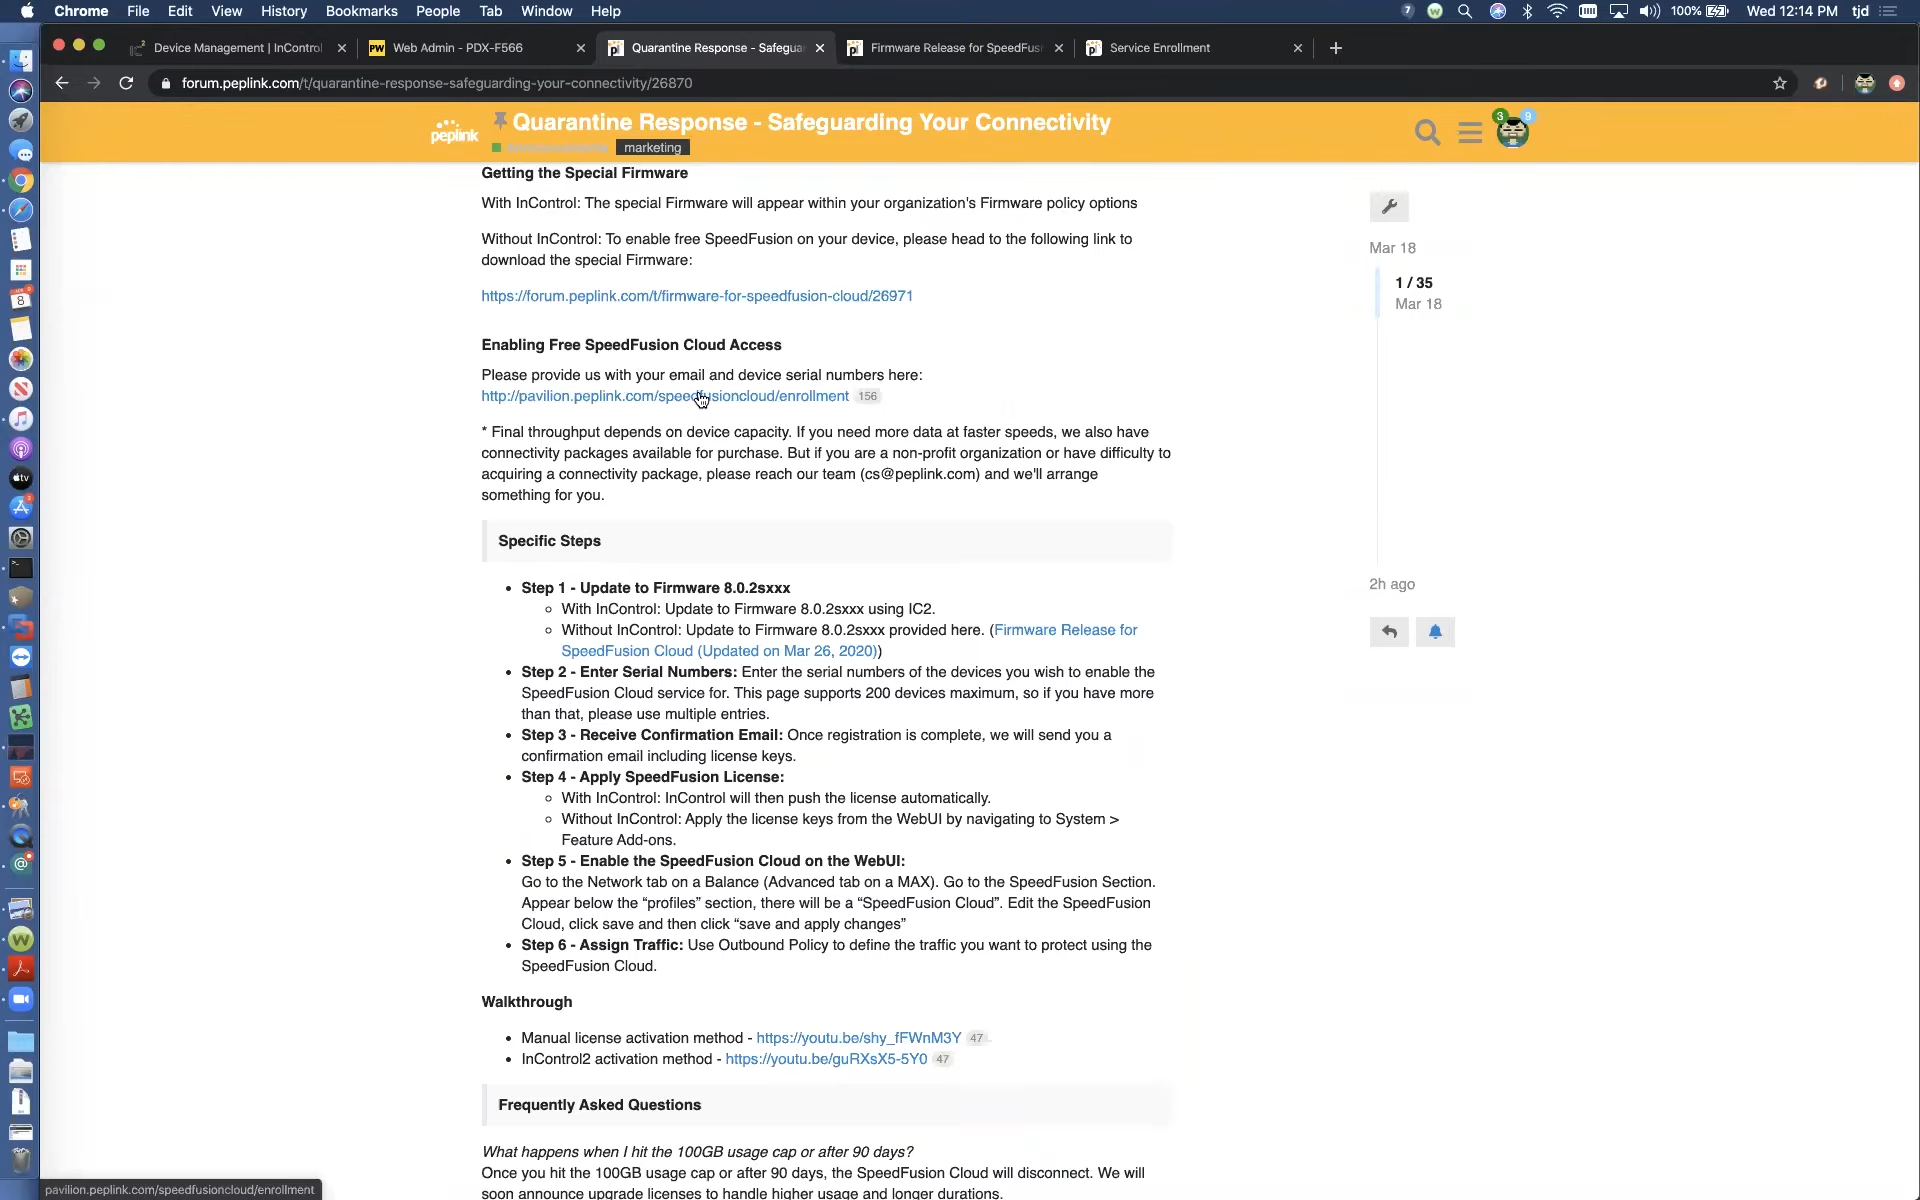 Chrome File Edit View History Bookmarks People Tab Window Help
7 100% Wed 12:14 PM tjd
Device Management | InControl
Web Admin - PDX-F566
Quarantine Response - Safegua
Firmware Release for SpeedFus
Service Enrollment
forum.peplink.com/t/quarantine-response-safeguarding-your-connectivity/26870
peplink
Quarantine Response - Safeguarding Your Connectivity
marketing
3 9
Getting the Special Firmware
With InControl: The special Firmware will appear within your organization's Firmware policy options
Without InControl: To enable free SpeedFusion on your device, please head to the following link to
download the special Firmware:
https://forum.peplink.com/t/firmware-for-speedfusion-cloud/26971
Enabling Free SpeedFusion Cloud Access
Please provide us with your email and device serial numbers here:
http://pavilion.peplink.com/speedfusioncloud/enrollment 156
* Final throughput depends on device capacity. If you need more data at faster speeds, we also have
connectivity packages available for purchase. But if you are a non-profit organization or have difficulty to
acquiring a connectivity package, please reach our team (cs@peplink.com) and we'll arrange
something for you.
Specific Steps
• Step 1 - Update to Firmware 8.0.2sxxx
With InControl: Update to Firmware 8.0.2sxxx using IC2.
Without InControl: Update to Firmware 8.0.2sxxx provided here. (Firmware Release for
SpeedFusion Cloud (Updated on Mar 26, 2020))
• Step 2 - Enter Serial Numbers: Enter the serial numbers of the devices you wish to enable the
SpeedFusion Cloud service for. This page supports 200 devices maximum, so if you have more
than that, please use multiple entries.
• Step 3 - Receive Confirmation Email: Once registration is complete, we will send you a
confirmation email including license keys.
• Step 4 - Apply SpeedFusion License:
With InControl: InControl will then push the license automatically.
Without InControl: Apply the license keys from the WebUI by navigating to System >
Feature Add-ons.
• Step 5 - Enable the SpeedFusion Cloud on the WebUI:
Go to the Network tab on a Balance (Advanced tab on a MAX). Go to the SpeedFusion Section.
Appear below the “profiles” section, there will be a “SpeedFusion Cloud”. Edit the SpeedFusion
Cloud, click save and then click “save and apply changes”
• Step 6 - Assign Traffic: Use Outbound Policy to define the traffic you want to protect using the
SpeedFusion Cloud.
Walkthrough
• Manual license activation method - https://youtu.be/shy_fFWnM3Y 47
• InControl2 activation method - https://youtu.be/guRXsX5-5Y0 47
Frequently Asked Questions
What happens when I hit the 100GB usage cap or after 90 days?
Once you hit the 100GB usage cap or after 90 days, the SpeedFusion Cloud will disconnect. We will
soon announce upgrade licenses to handle higher usage and longer durations.
Mar 18
1 / 35
Mar 18
2h ago
pavilion.peplink.com/speedfusioncloud/enrollment